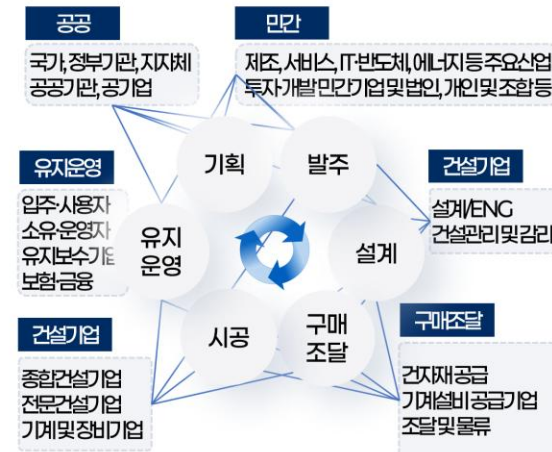 공공
국가, 정부기관, 지자체
공공기관, 공기업
민간
제조, 서비스, IT·반도체, 에너지 등 주요산업
투자·개발 민간기업 및 법인, 개인 및 조합 등
기획
발주
유지운영
입주·사용자
소유·운영자
유지보수기업
보험·금융
유지
운영
설계
건설기업
설계/ENG
건설관리 및 감리
시공
구매
조달
건설기업
종합건설기업
전문건설기업
기계 및 장비기업
구매조달
건자재 공급
기계설비 공급기업
조달 및 물류